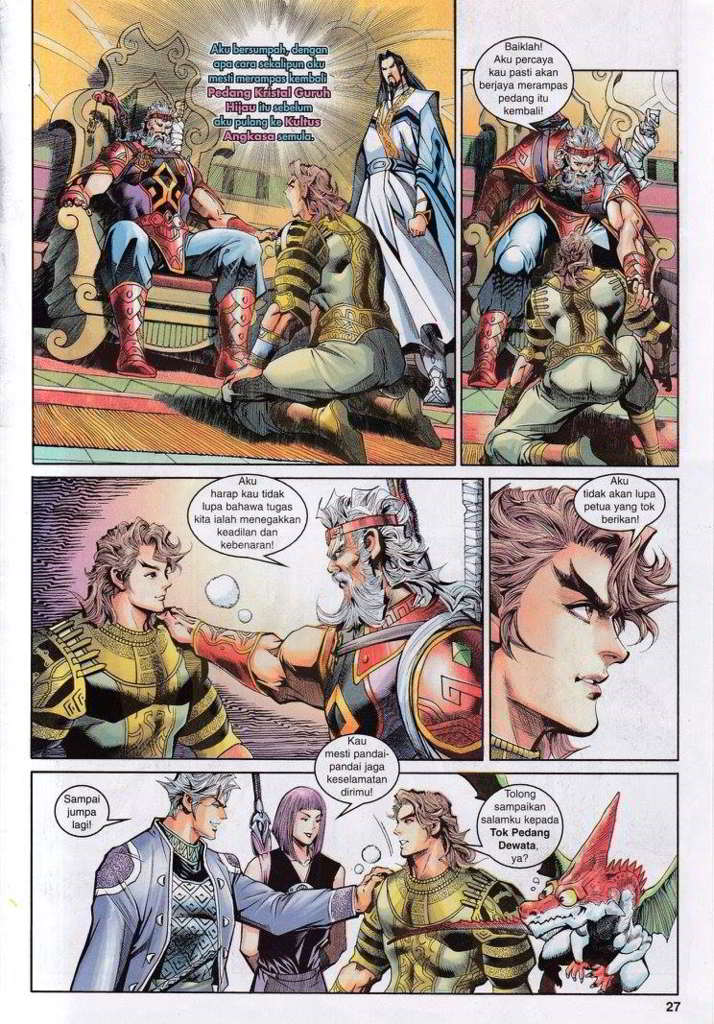 Aku bersumpah, dengan
apa cara sekalipun aku
mesti merampas kembali
Pedang Kristal Guruh
Hijau itu sebelum
aku pulang ke Kultus
Angkasa semula.
Baiklah!
Aku percaya
kau pasti akan
berjaya merampas
pedang itu
kembali!
Aku
harap kau tidak
lupa bahawa tugas
kita ialah menegakkan
keadilan dan
kebenaran!
Aku
tidak akan lupa
petua yang tok
berikan!
Sampai
jumpa
lagi!
Kau
mesti pandai-
pandai jaga
keselamatan
dirimu!
Tolong
sampaikan
salamku kepada
Tok Pedang
Dewata,
ya?
27